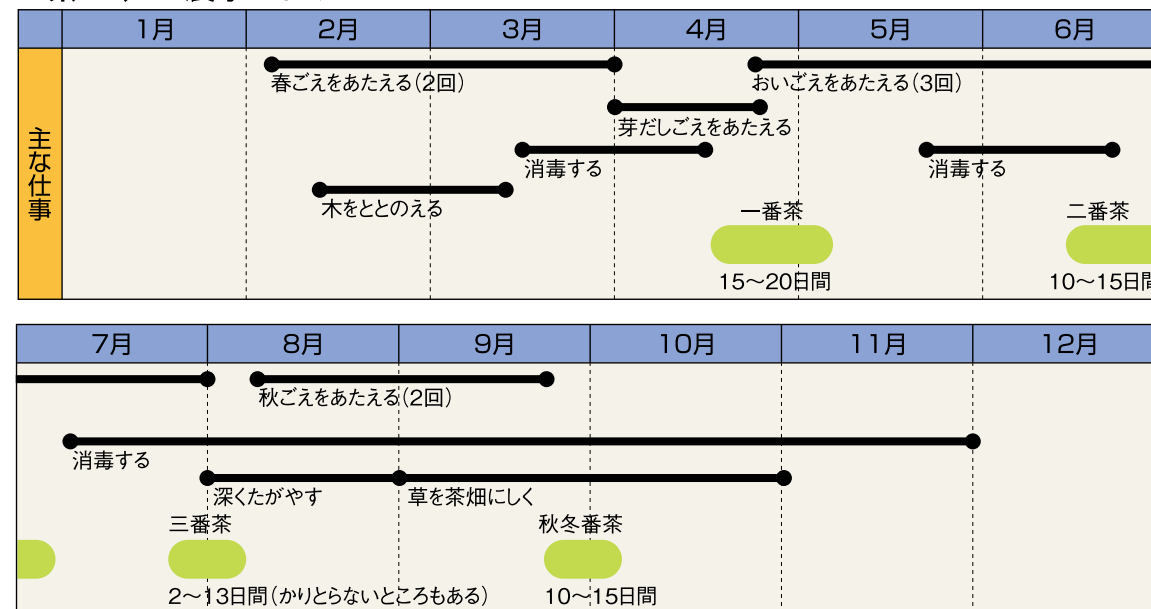 1月 2月 3月 4月 5月 6月
主な仕事
春ごえをあたえる(2回) おいごえをあたえる(3回)
芽だしごえをあたえる
消毒する 消毒する
木をととのえる
一番茶 二番茶
15〜20日間 10〜15日間
7月 8月 9月 10月 11月 12月
秋ごえをあたえる(2回)
消毒する
深くたがやす 草を茶畑にしく
三番茶 秋冬番茶
2〜13日間(かりとらないところもある) 10〜15日間